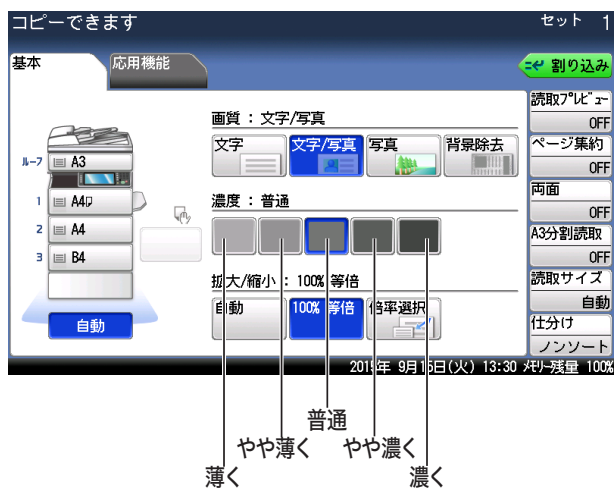 コピーできます
セット 1
基本
応用機能
割り込み
画質 : 文字/写真
文字
文字/写真
写真
背景除去
濃度 : 普通
拡大/縮小 : 100% 等倍
自動
100% 等倍
倍率選択
ルーフ
A3
1
A4
2
A4
3
B4
自動
読取プレビュー
OFF
ページ集約
OFF
両面
OFF
A3分割読取
OFF
読取サイズ
自動
仕分け
ノンソート
2015年 9月15日(火) 13:30 メモリー残量 100%
普通
やや薄く
やや濃く
薄く
濃く